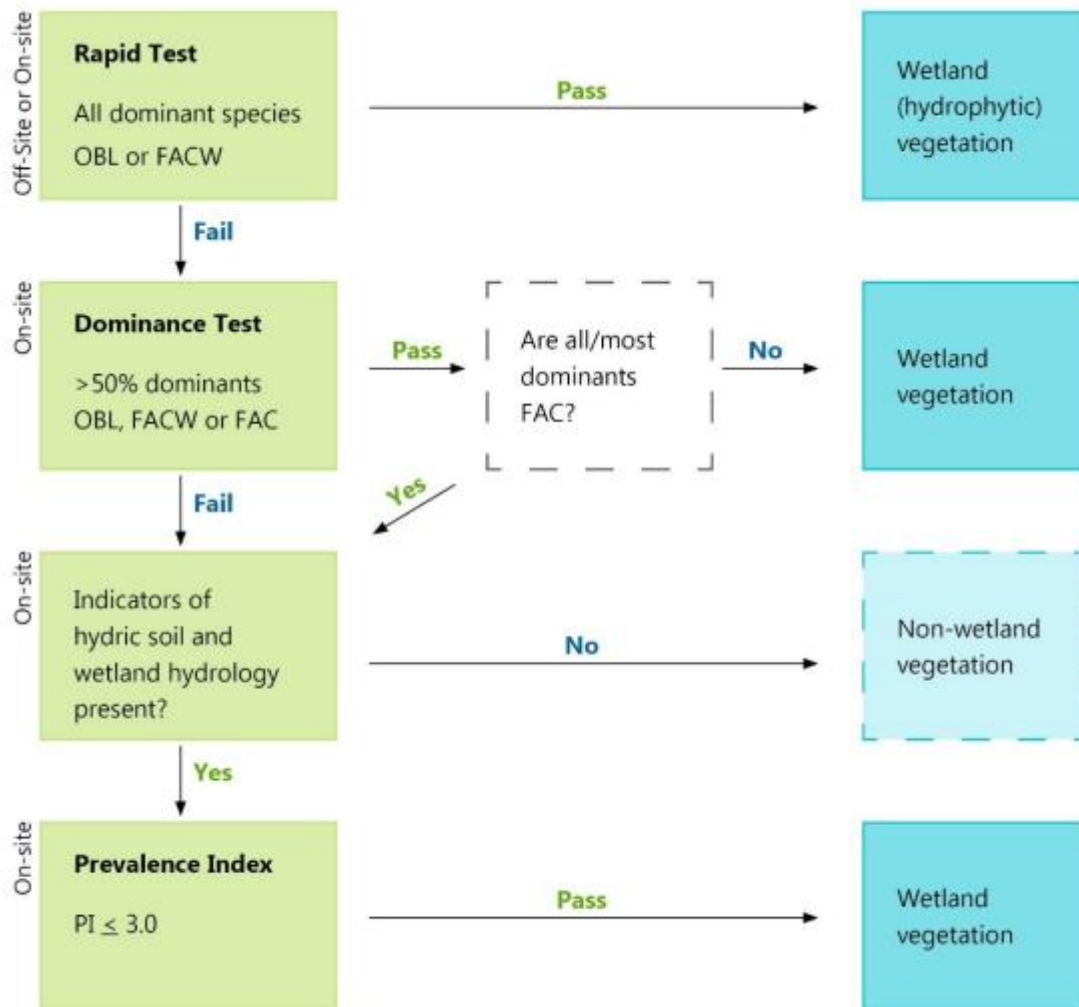 Off-Site or On-site
Rapid Test
All dominant species
OBL or FACW
Pass
Wetland
(hydrophytic)
vegetation
Fail
On-site
Dominance Test
>50% dominants
OBL, FACW or FAC
Pass
Are all/most
dominants
FAC?
No
Wetland
vegetation
Fail
Yes
On-site
Indicators of
hydric soil and
wetland hydrology
present?
No
Non-wetland
vegetation
Yes
On-site
Prevalence Index
PI ≤ 3.0
Pass
Wetland
vegetation